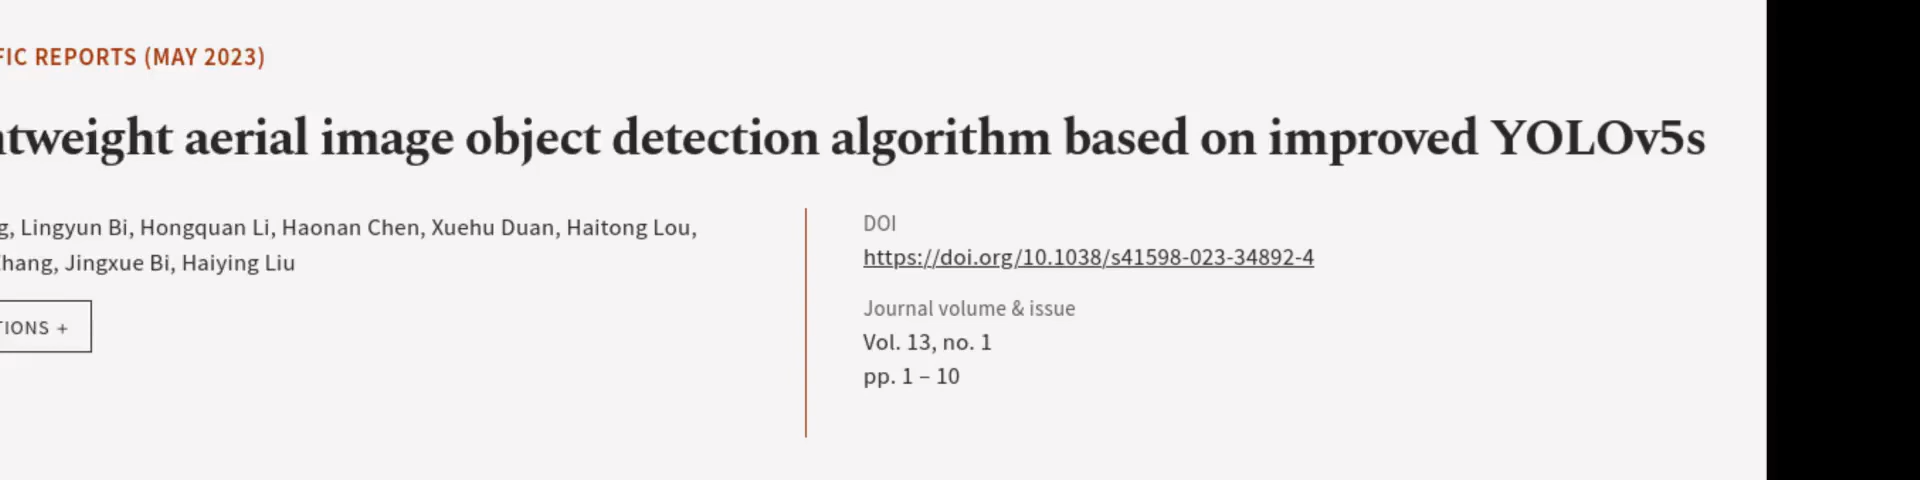 FIC REPORTS (MAY 2023)
tweight aerial image object detection algorithm based on improved YOLOv5s
g, Lingyun Bi, Hongquan Li, Haonan Chen, Xuehu Duan, Haitong Lou,
hang, Jingxue Bi, Haiying Liu
TIONS +
DOI
https://doi.org/10.1038/s41598-023-34892-4
Journal volume & issue
Vol. 13, no. 1
pp. 1 – 10